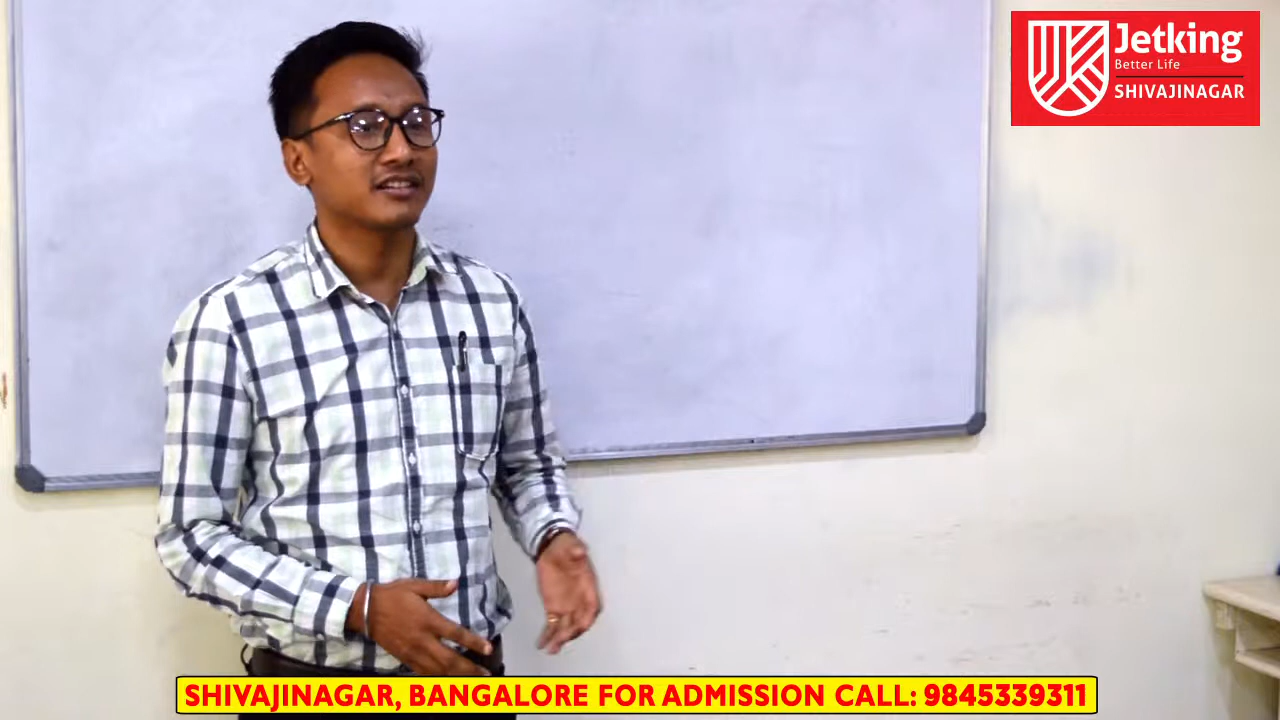 Jetking
Better Life
SHIVAJINAGAR
SHIVAJINAGAR, BANGALORE FOR ADMISSION CALL: 9845339311